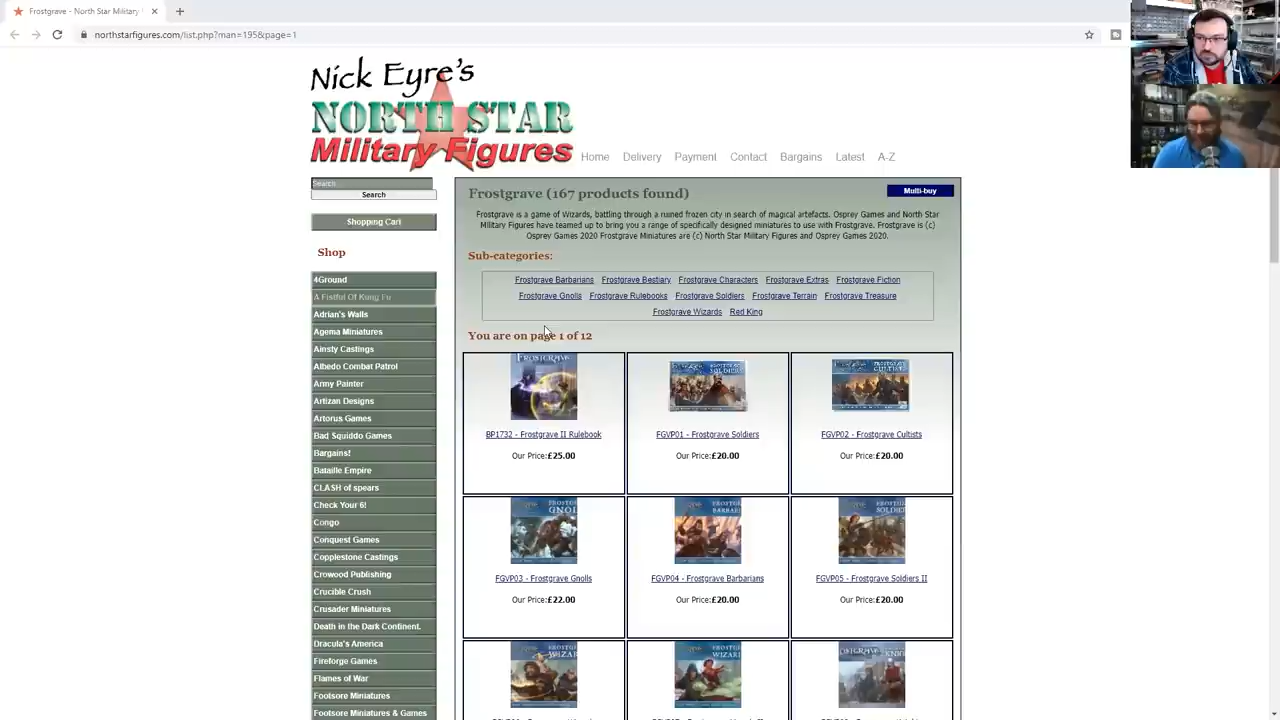 Frostgrave - North Star Military
northstarfigures.com/list.php?man=195&page=1
Nick Eyre's
NORTH STAR
Military Figures
Home Delivery Payment Contact Bargains Latest A-Z
Search
Search
Shopping Cart
Shop
4Ground
A Fistful Of Kung Fu
Adrian's Walls
Agema Miniatures
Ainsty Castings
Albedo Combat Patrol
Army Painter
Artizan Designs
Artorus Games
Bad Squiddo Games
Bargains!
Bataille Empire
CLASH of spears
Check Your 6!
Congo
Conquest Games
Copplestone Castings
Crowood Publishing
Crucible Crush
Crusader Miniatures
Death in the Dark Continent.
Dracula's America
Fireforge Games
Flames of War
Footsore Miniatures
Footsore Miniatures & Games
Frostgrave (167 products found)
Multi-buy
Frostgrave is a game of Wizards, battling through a ruined frozen city in search of magical artefacts. Osprey Games and North Star
Military Figures have teamed up to bring you a range of specifically designed miniatures to use with Frostgrave. Frostgrave is (c)
Osprey Games 2020 Frostgrave Miniatures are (c) North Star Military Figures and Osprey Games 2020.
Sub-categories:
Frostgrave Barbarians Frostgrave Bestiary Frostgrave Characters Frostgrave Extras Frostgrave Fiction
Frostgrave Gnolls Frostgrave Rulebooks Frostgrave Soldiers Frostgrave Terrain Frostgrave Treasure
Frostgrave Wizards Red King
You are on page 1 of 12
FROSTGRAVE
SOLDIERS
CULTISTS
BP1732 - Frostgrave II Rulebook
FGVP01 - Frostgrave Soldiers
FGVP02 - Frostgrave Cultists
Our Price:£25.00
Our Price:£20.00
Our Price:£20.00
FGVP03 - Frostgrave Gnolls
FGVP04 - Frostgrave Barbarians
FGVP05 - Frostgrave Soldiers II
Our Price:£22.00
Our Price:£20.00
Our Price:£20.00